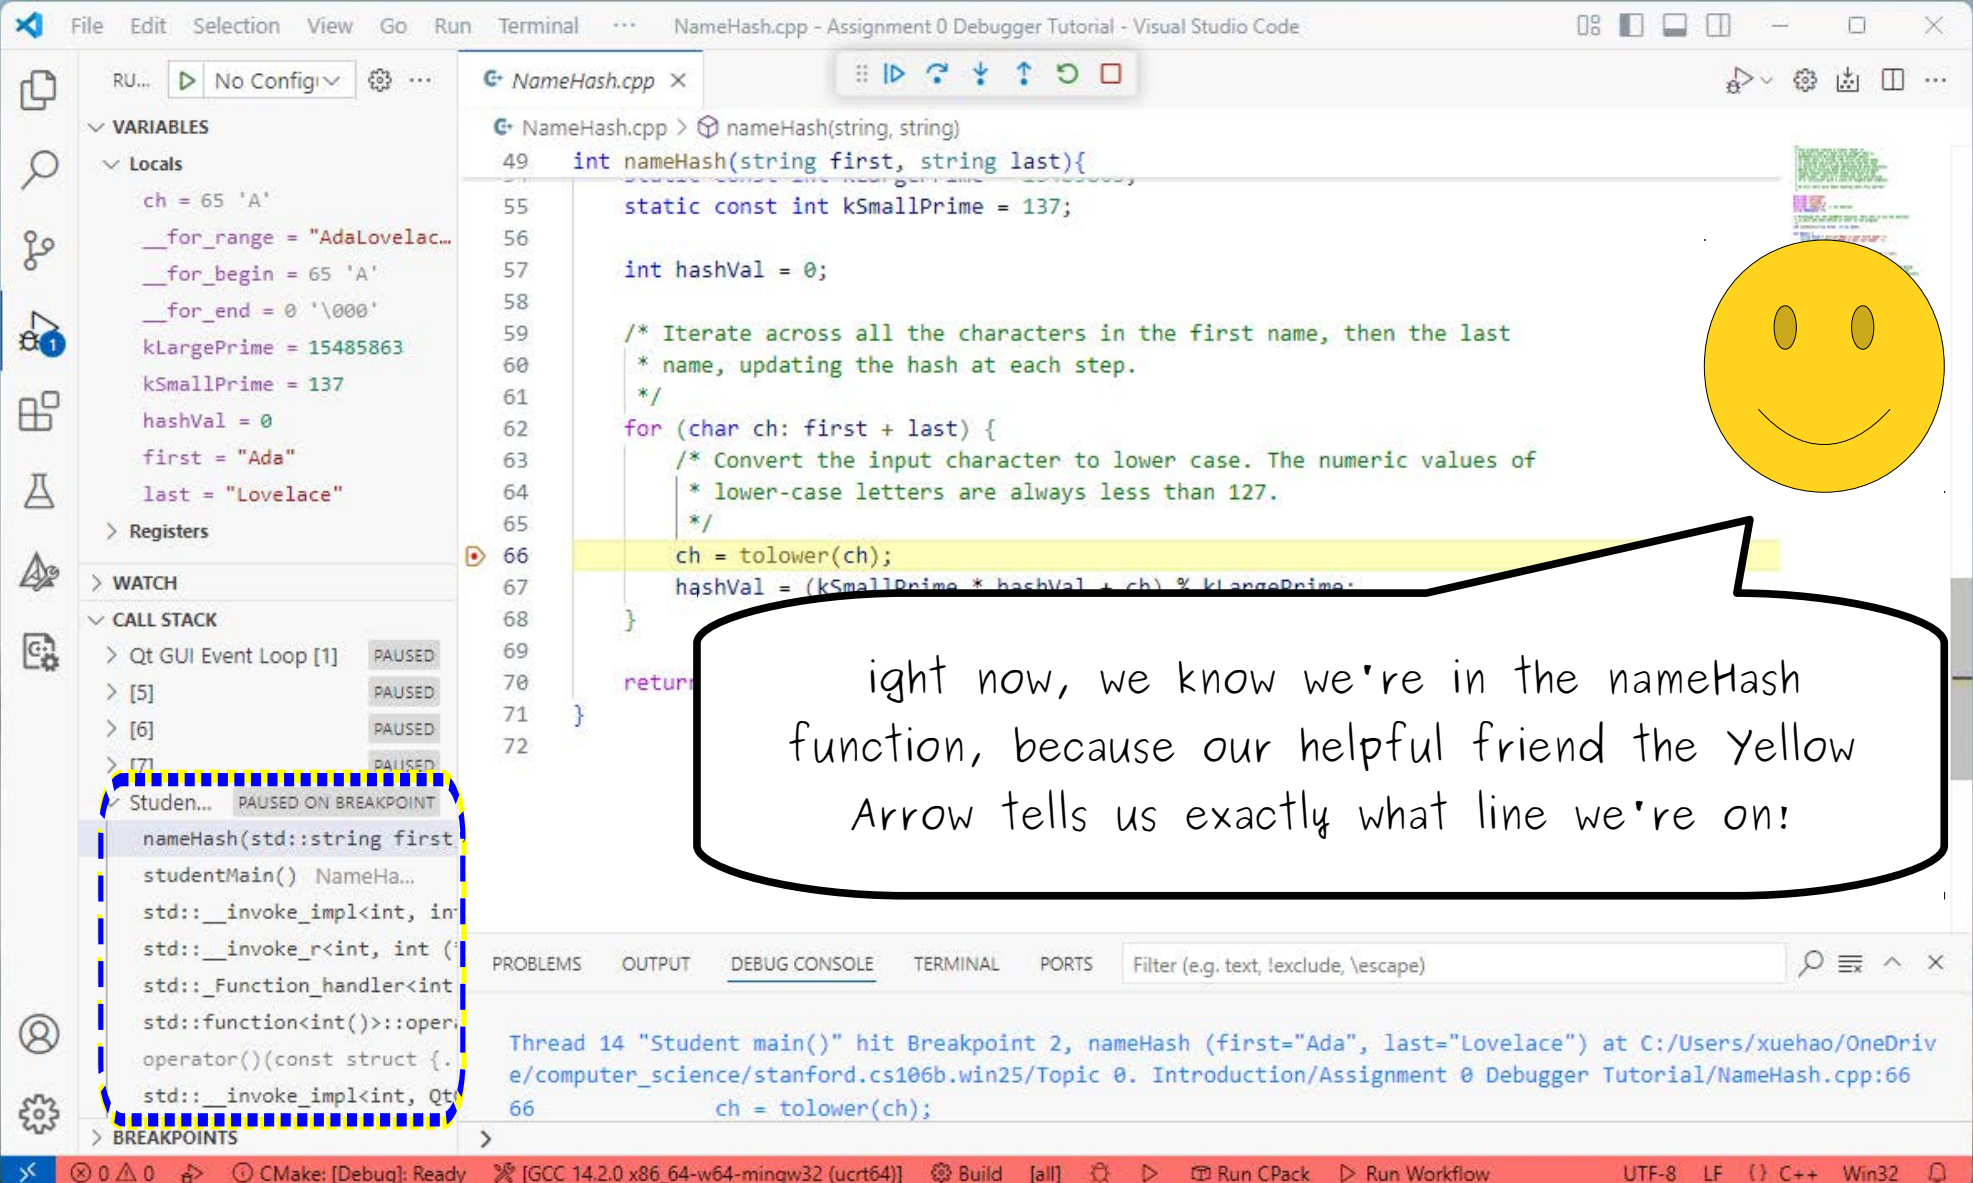 File Edit Selection View Go Run Terminal ··· NameHash.cpp - Assignment 0 Debugger Tutorial - Visual Studio Code
RU... No Config
NameHash.cpp
VARIABLES
Locals
ch = 65 'A'
__for_range = "AdaLovelac...
__for_begin = 65 'A'
__for_end = 0 '\000'
kLargePrime = 15485863
kSmallPrime = 137
hashVal = 0
first = "Ada"
last = "Lovelace"
Registers
WATCH
CALL STACK
Qt GUI Event Loop [1] PAUSED
[5] PAUSED
[6] PAUSED
[7] PAUSED
Studen... PAUSED ON BREAKPOINT
nameHash(std::string first
studentMain() NameHa...
std::__invoke_impl<int, in
std::__invoke_r<int, int (
std::_Function_handler<int
std::function<int()>::oper
operator()(const struct {.
std::__invoke_impl<int, Qt
BREAKPOINTS
1
NameHash.cpp > nameHash(string, string)
49 int nameHash(string first, string last){
55 static const int kSmallPrime = 137;
56
57 int hashVal = 0;
58
59 /* Iterate across all the characters in the first name, then the last
60 * name, updating the hash at each step.
61 */
62 for (char ch: first + last) {
63 /* Convert the input character to lower case. The numeric values of
64 * lower-case letters are always less than 127.
65 */
66 ch = tolower(ch);
67 hashVal = (kSmallPrime * hashVal + ch) % kLargePrime;
68 }
69
70 return
71 }
72
ight now, we know we're in the nameHash
function, because our helpful friend the Yellow
Arrow tells us exactly what line we're on!
PROBLEMS OUTPUT DEBUG CONSOLE TERMINAL PORTS Filter (e.g. text, !exclude, \escape)
Thread 14 "Student main()" hit Breakpoint 2, nameHash (first="Ada", last="Lovelace") at C:/Users/xuehao/OneDriv
e/computer_science/stanford.cs106b.win25/Topic 0. Introduction/Assignment 0 Debugger Tutorial/NameHash.cpp:66
66 ch = tolower(ch);
>
0 0 CMake: [Debug]: Ready [GCC 14.2.0 x86_64-w64-mingw32 (ucrt64)] Build [all] Run CPack Run Workflow UTF-8 LF {} C++ Win32